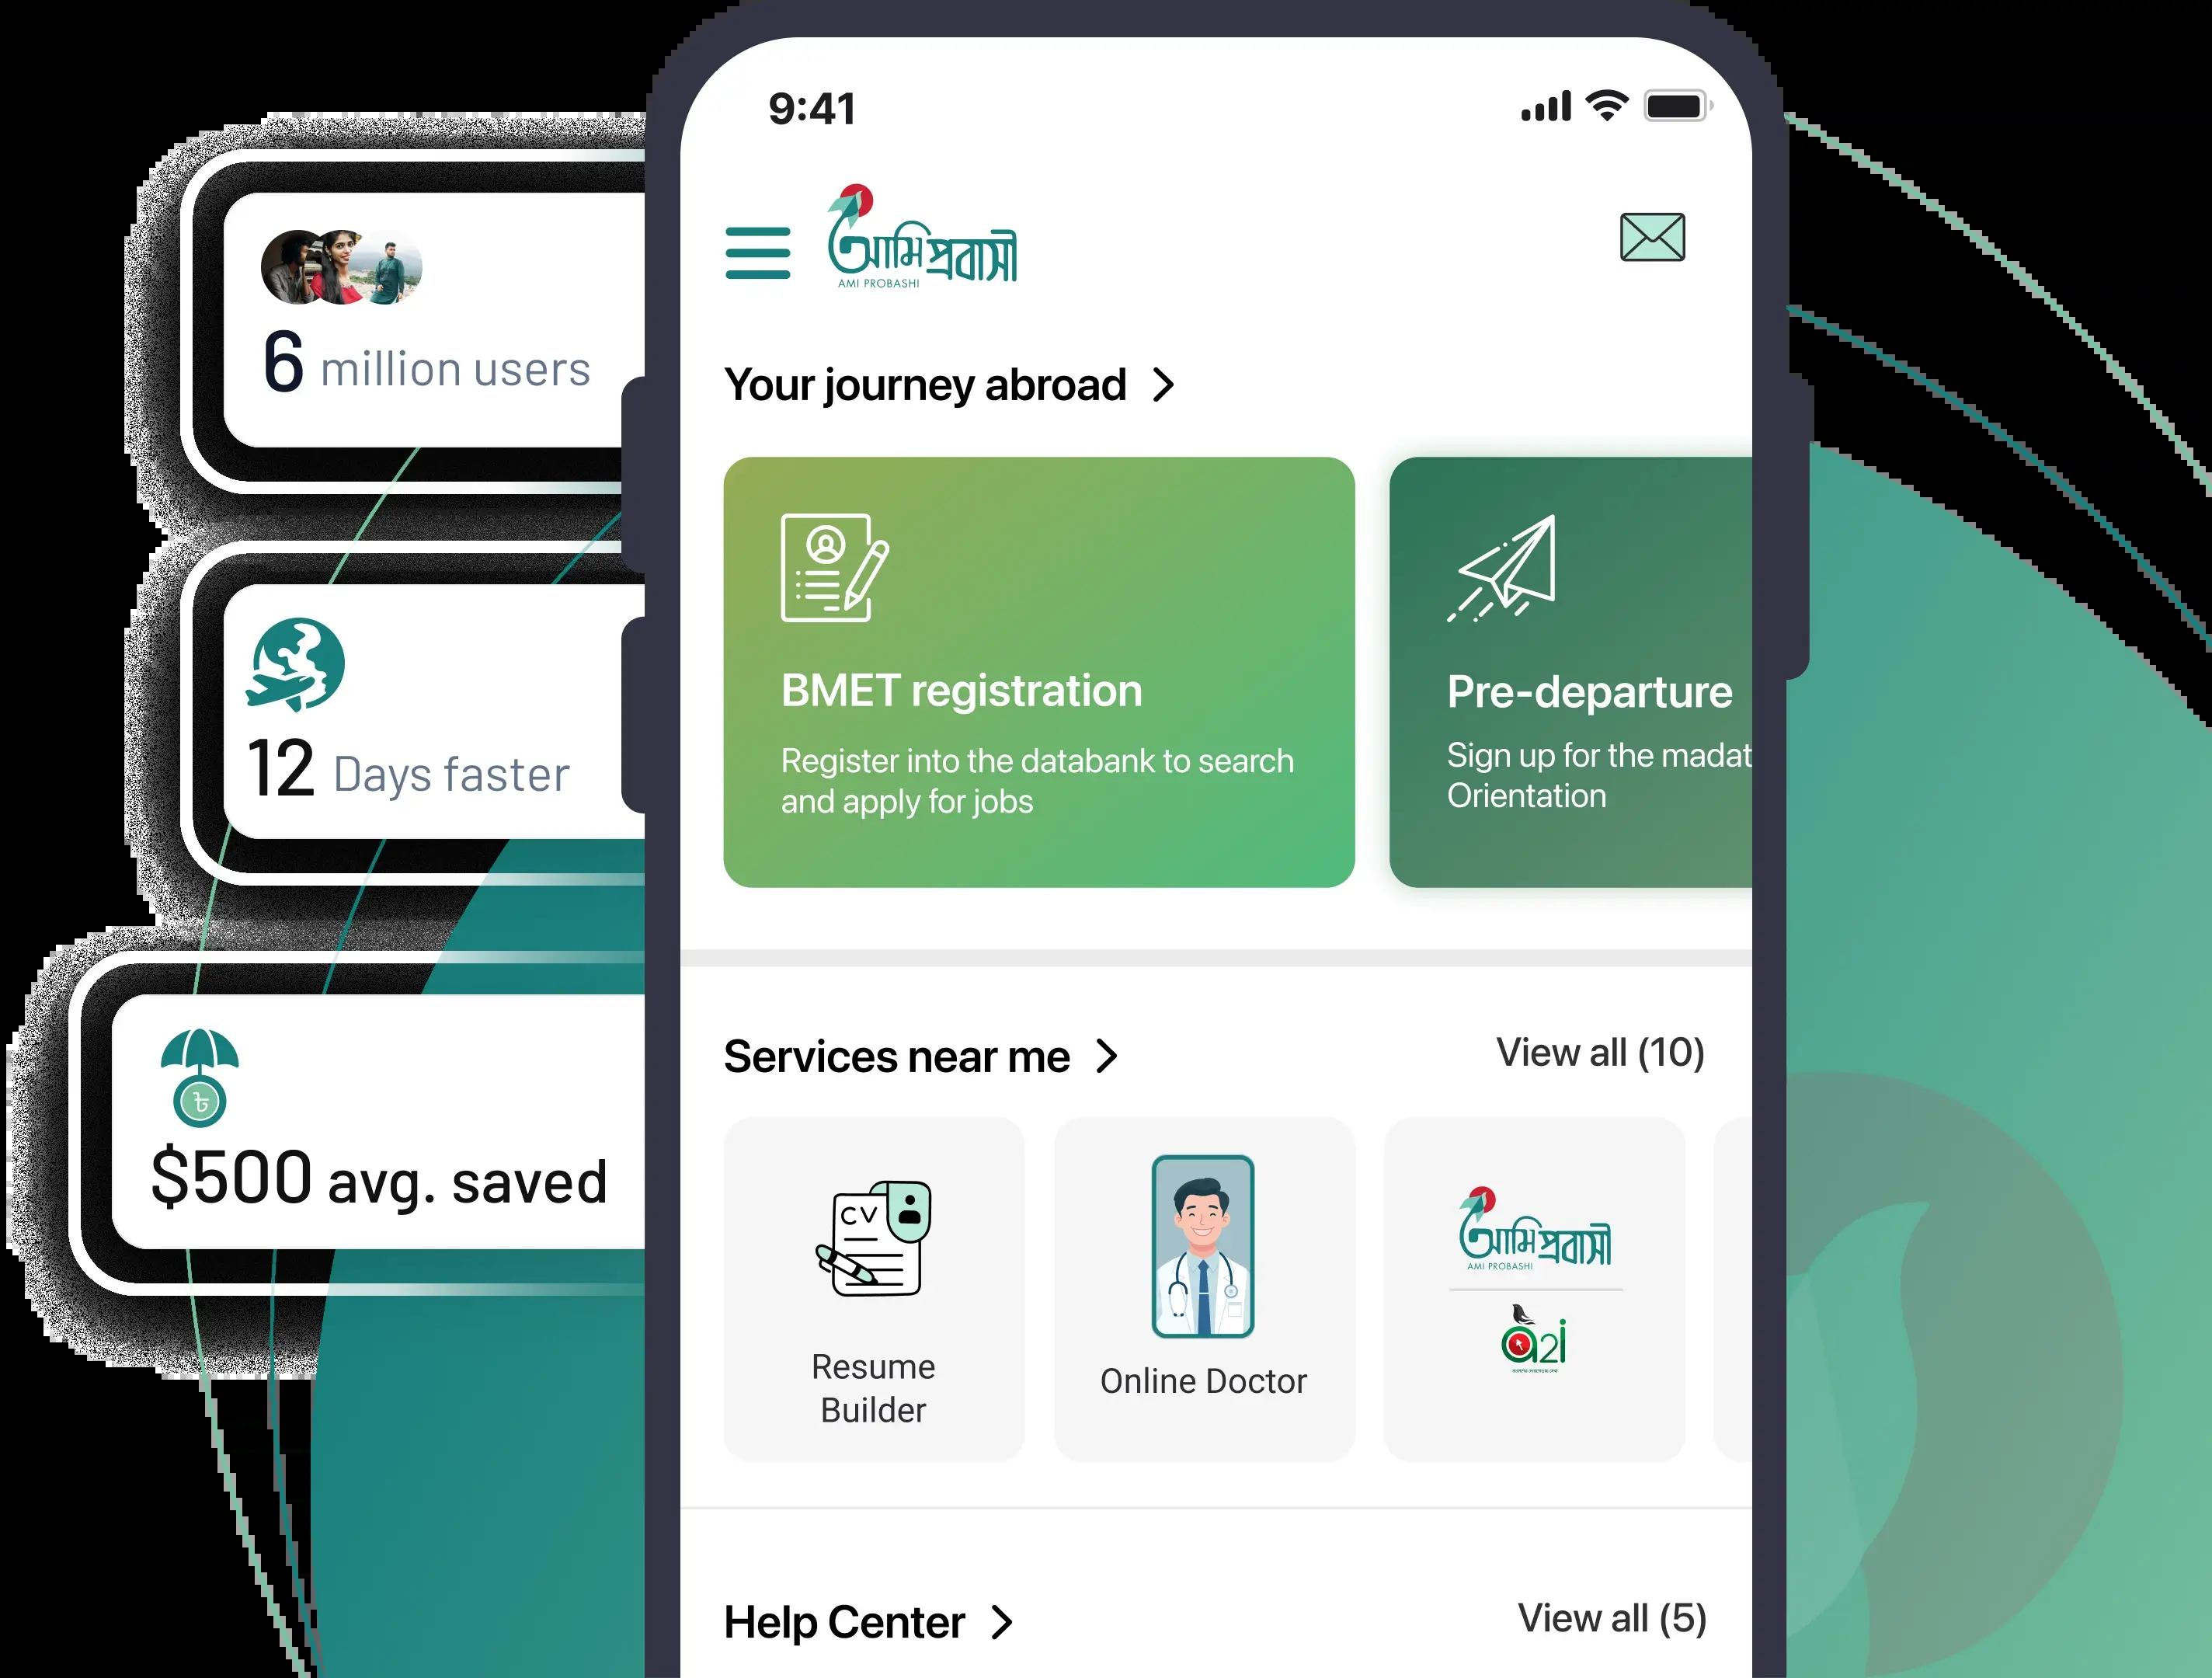 6 million users
12 Days faster
৳
$500 avg. saved
9:41
আমি প্রবাসী
AMI PROBASHI
Your journey abroad
BMET registration
Register into the databank to search
and apply for jobs
Pre-departure
Sign up for the madat
Orientation
Services near me
View all (10)
CV
Resume
Builder
Online Doctor
আমি প্রবাসী
AMI PROBASHI
a2i
Help Center
View all (5)